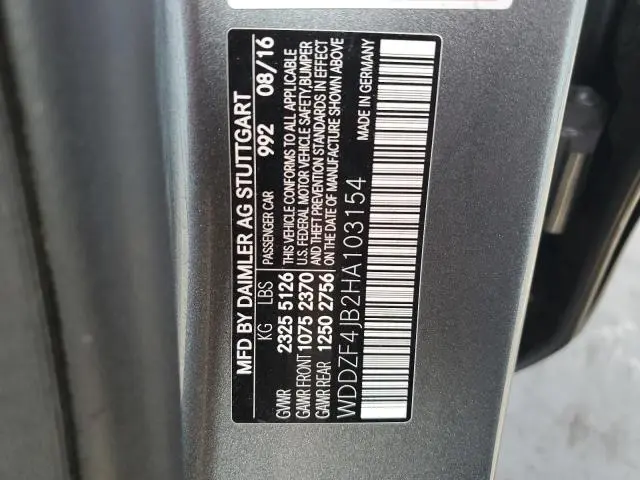 MFD BY DAIMLER AG STUTTGART
KG LBS PASSENGER CAR 992 08/16
GVWR 2325 5126 THIS VEHICLE CONFORMS TO ALL APPLICABLE
GAWR FRONT 1075 2370 U.S. FEDERAL MOTOR VEHICLE SAFETY,BUMPER
AND THEFT PREVENTION STANDARDS IN EFFECT
GAWR REAR 1250 2756 ON THE DATE OF MANUFACTURE SHOWN ABOVE
WDDZF4JB2HA103154 MADE IN GERMANY